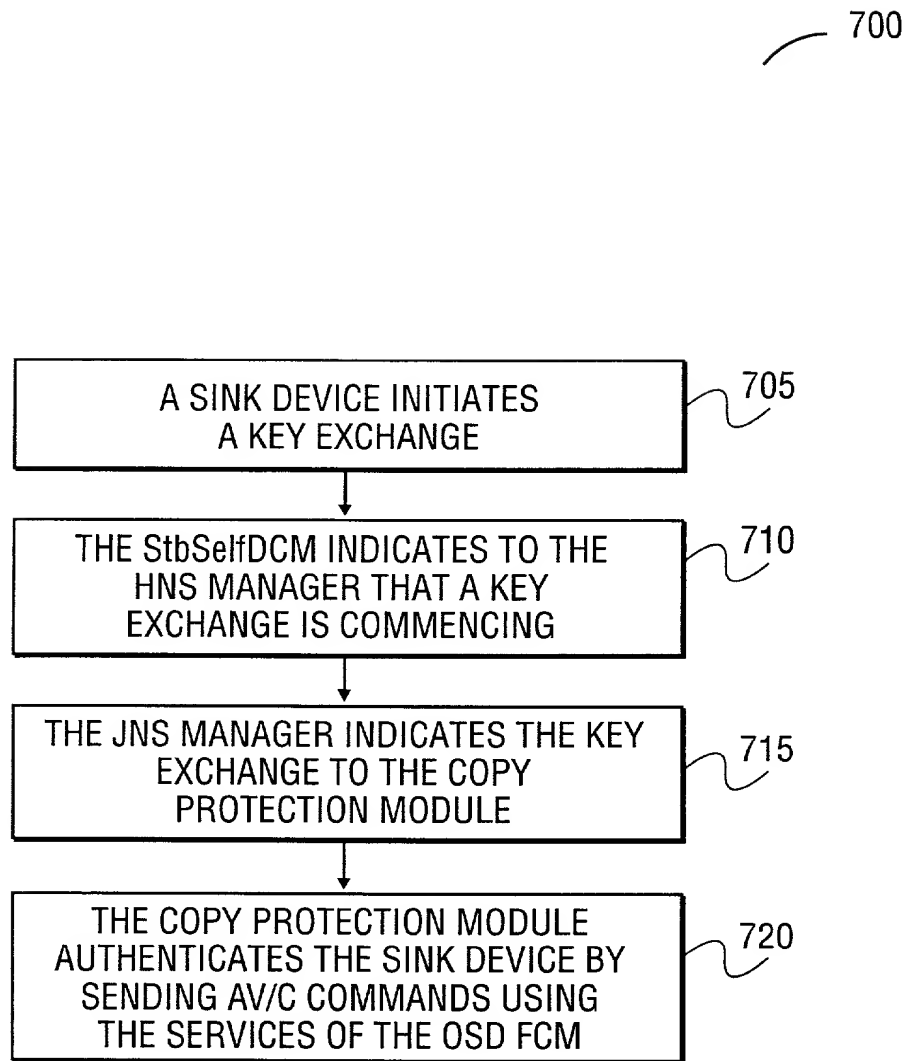 700
A SINK DEVICE INITIATES
A KEY EXCHANGE
705
THE StbSelfDCM INDICATES TO THE
HNS MANAGER THAT A KEY
EXCHANGE IS COMMENCING
710
THE JNS MANAGER INDICATES THE KEY
EXCHANGE TO THE COPY
PROTECTION MODULE
715
THE COPY PROTECTION MODULE
AUTHENTICATES THE SINK DEVICE BY
SENDING AV/C COMMANDS USING
THE SERVICES OF THE OSD FCM
720